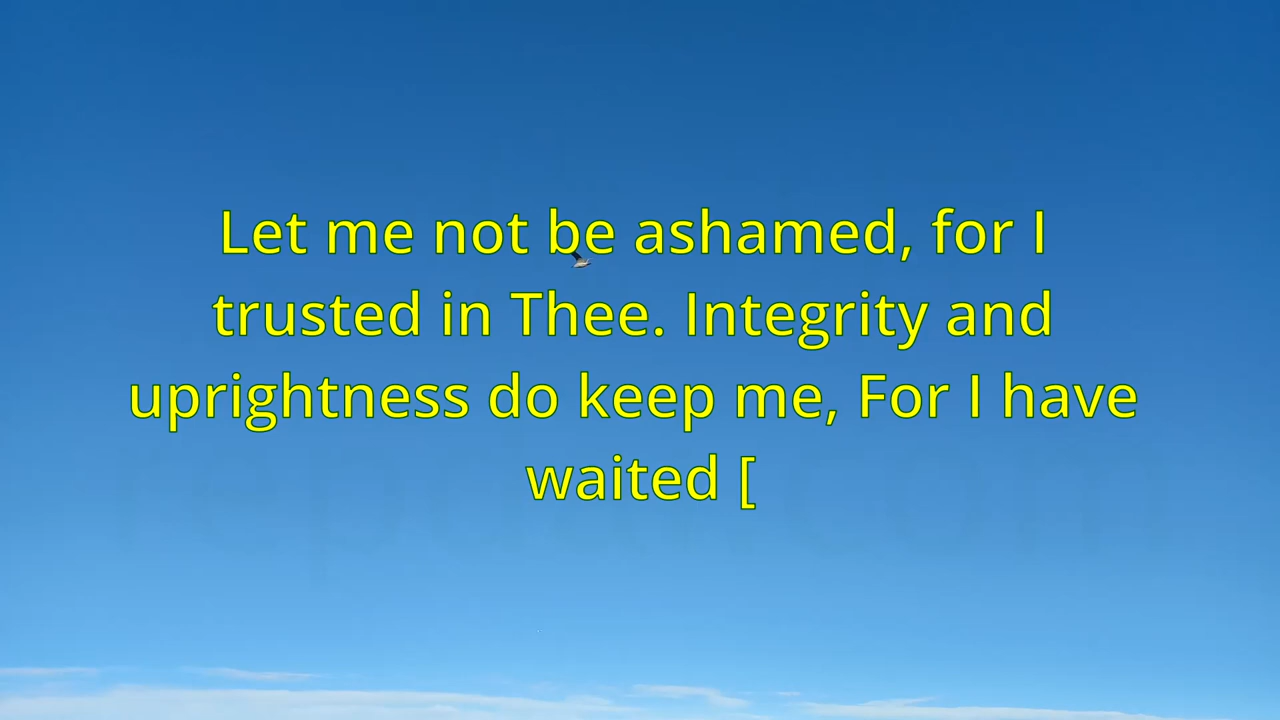 Let me not be ashamed, for I
trusted in Thee. Integrity and
uprightness do keep me, For I have
waited [